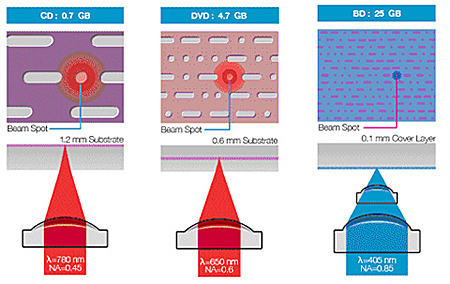 CD : 0.7 GB
DVD : 4.7 GB
BD : 25 GB
Beam Spot
1.2 mm Substrate
Beam Spot
0.6 mm Substrate
Beam Spot
0.1 mm Cover Layer
λ=780 nm
NA=0.45
λ=650 nm
NA=0.6
λ=405 nm
NA=0.85